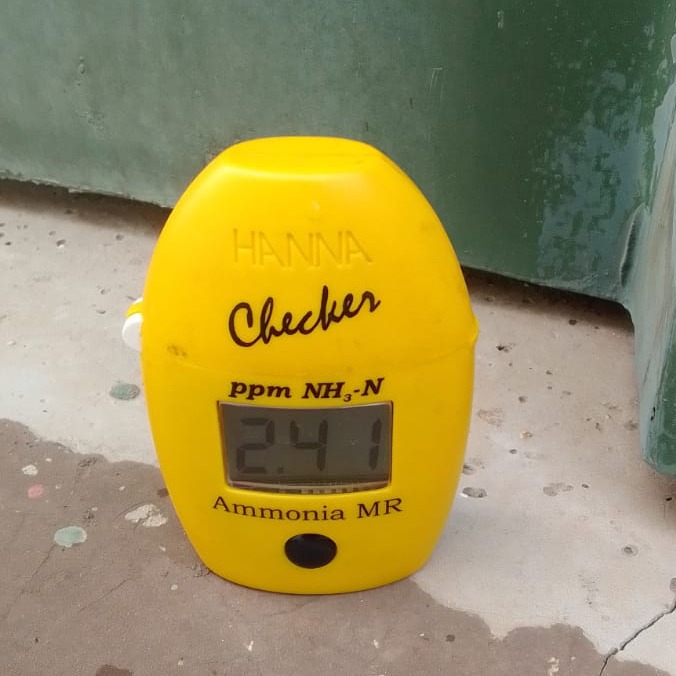 HANNA
Checker
ppm NH₃-N
2.41
Ammonia MR